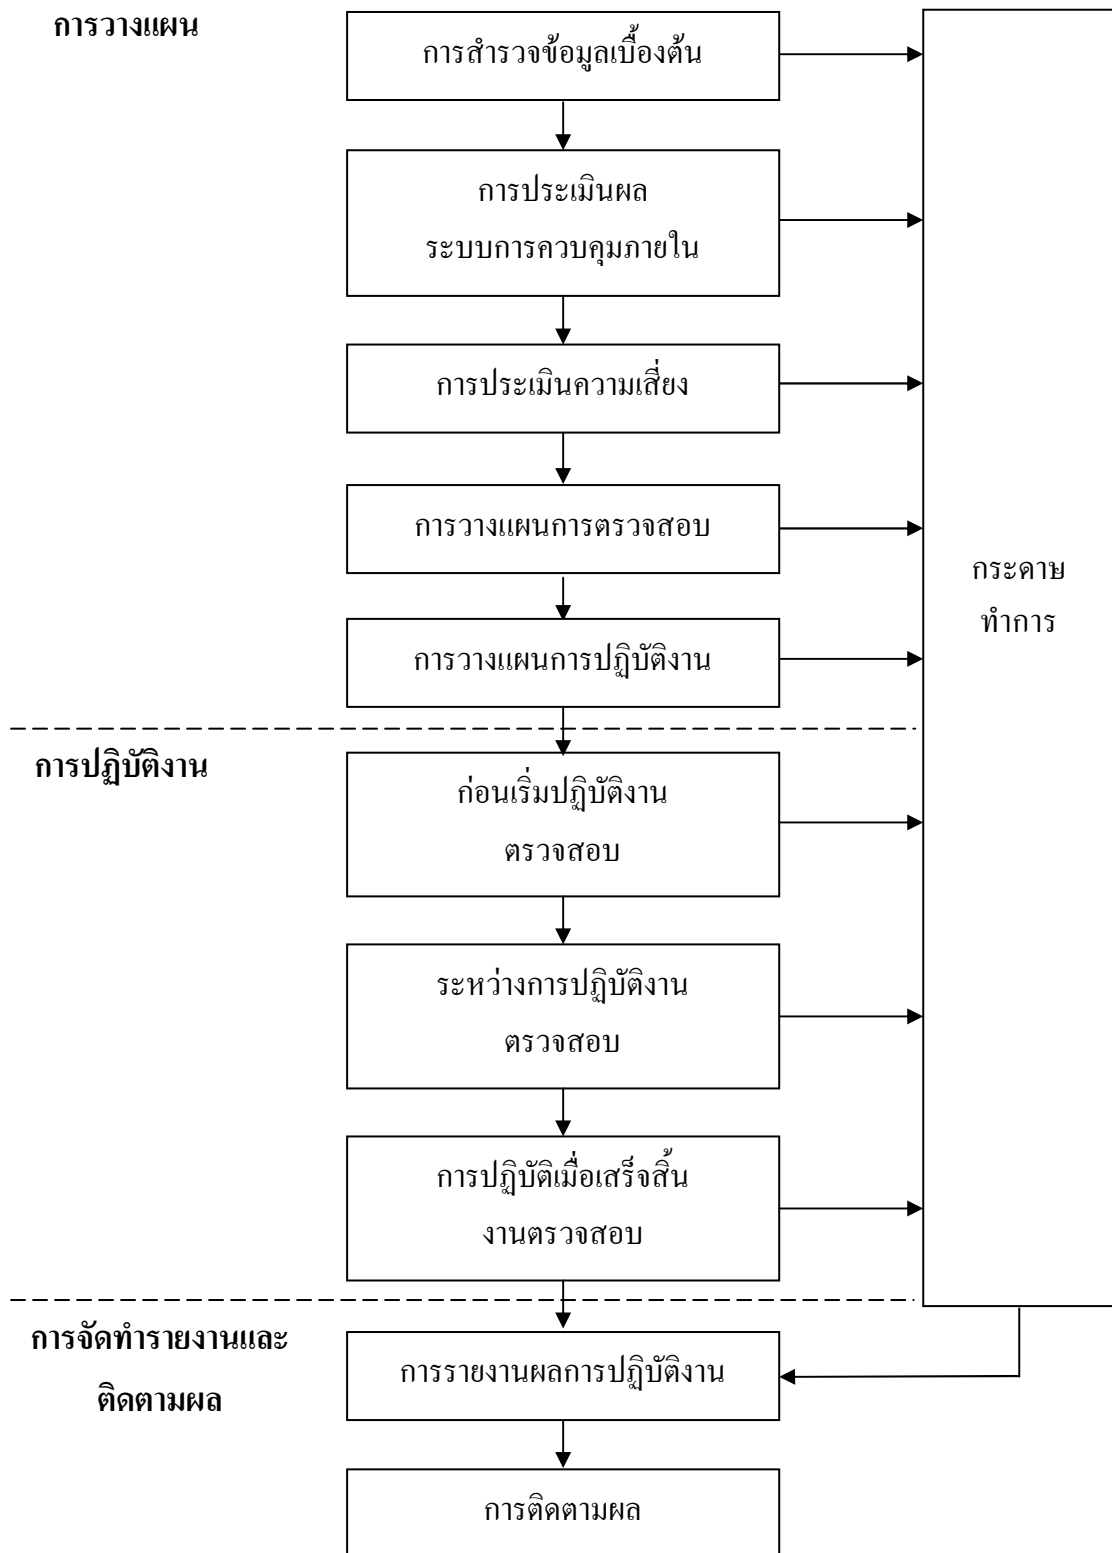 การวางแผน
การสำรวจข้อมูลเบื้องต้น
การประเมินผล
ระบบการควบคุมภายใน
การประเมินความเสี่ยง
การวางแผนการตรวจสอบ
การวางแผนการปฏิบัติงาน
กระดาษ
ทำการ
การปฏิบัติงาน
ก่อนเริ่มปฏิบัติงาน
ตรวจสอบ
ระหว่างการปฏิบัติงาน
ตรวจสอบ
การปฏิบัติเมื่อเสร็จสิ้น
งานตรวจสอบ
การจัดทำรายงานและ
ติดตามผล
การรายงานผลการปฏิบัติงาน
การติดตามผล